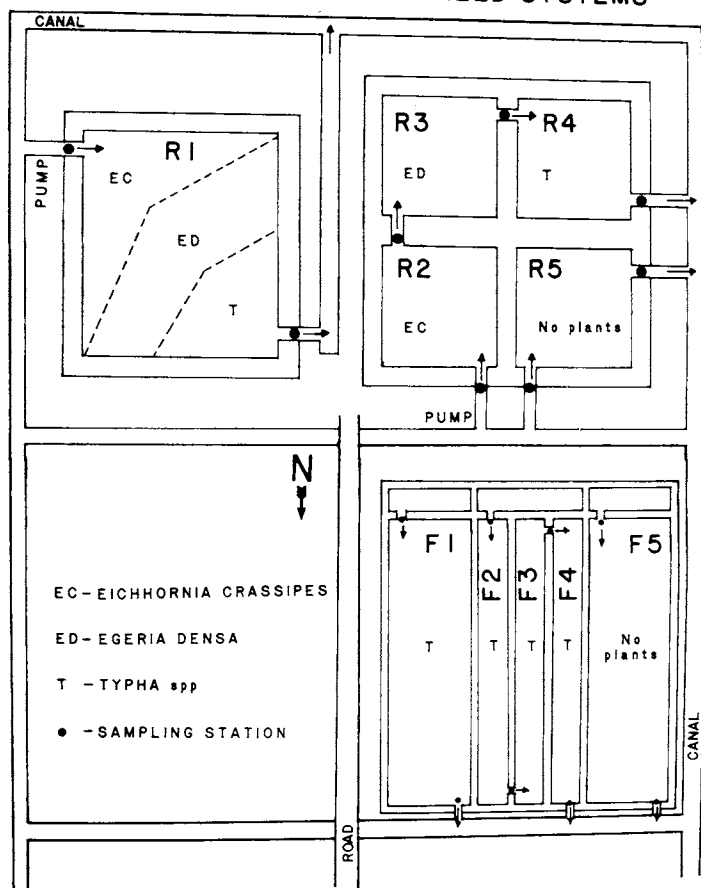 SYSTEMS
CANAL
R1
EC
ED
T
PUMP
R3
ED
R4
T
R2
EC
R5
No plants
PUMP
N
EC-EICHHORNIA CRASSIPES
ED-EGERIA DENSA
T -TYPHA spp
● -SAMPLING STATION
F1
T
F2
T
F3
T
F4
T
F5
No
plants
ROAD
CANAL